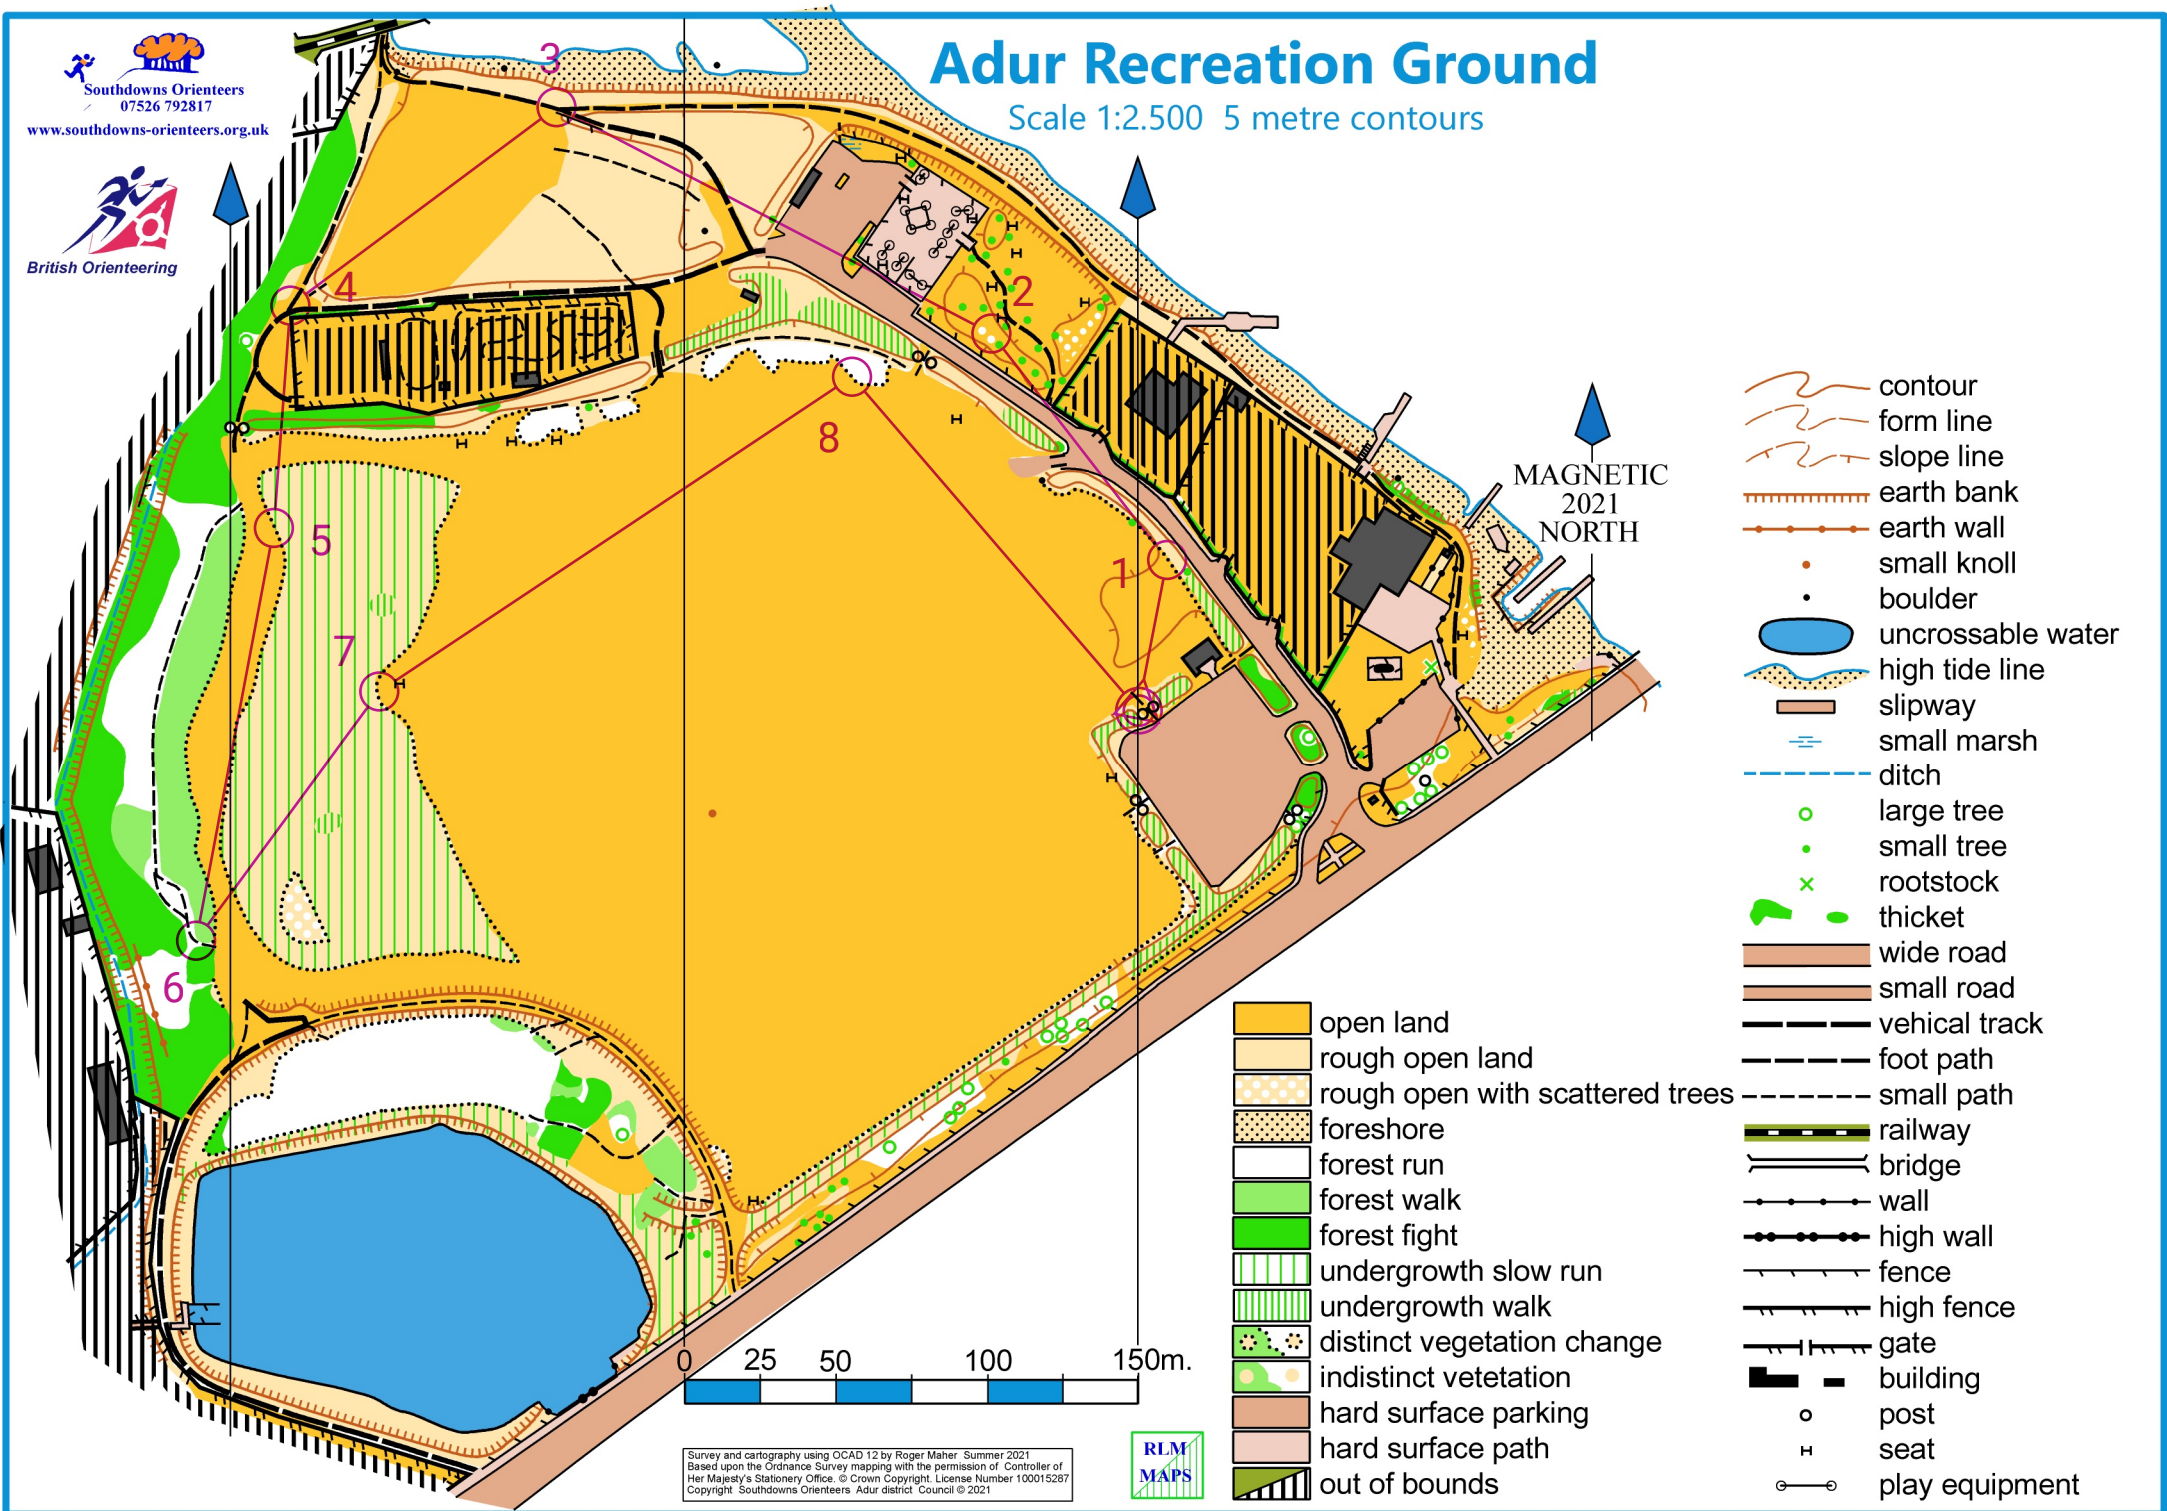 Adur Recreation Ground
Scale 1:2.500 5 metre contours
Southdowns Orienteers
07526 792817
www.southdowns-orienteers.org.uk
British Orienteering
3
4
2
8
5
1
7
6
MAGNETIC
2021
NORTH
contour
form line
slope line
earth bank
earth wall
small knoll
boulder
uncrossable water
high tide line
slipway
small marsh
ditch
large tree
small tree
rootstock
thicket
wide road
small road
vehical track
foot path
small path
railway
bridge
wall
high wall
fence
high fence
gate
building
post
seat
play equipment
open land
rough open land
rough open with scattered trees
foreshore
forest run
forest walk
forest fight
undergrowth slow run
undergrowth walk
distinct vegetation change
indistinct vetetation
hard surface parking
hard surface path
out of bounds
0 25 50 100 150m.
Survey and cartography using OCAD 12 by Roger Maher Summer 2021
Based upon the Ordnance Survey mapping with the permission of Controller of
Her Majesty's Stationery Office. © Crown Copyright. License Number 100015287
Copyright Southdowns Orienteers Adur district Council © 2021
RLM
MAPS